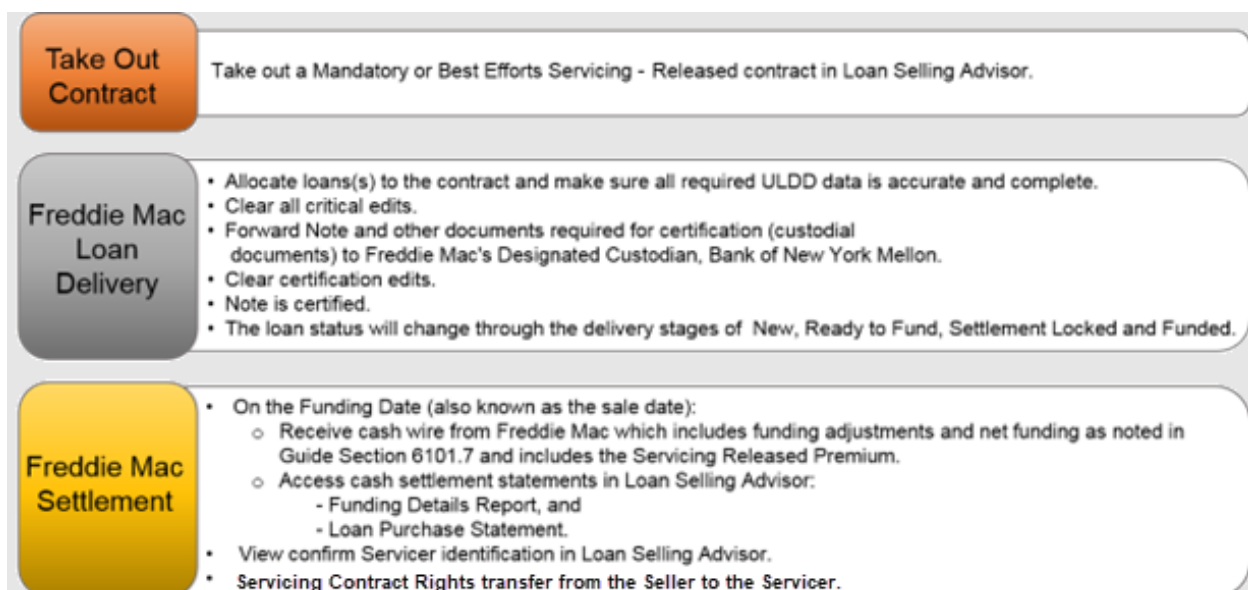 Take Out
Contract
Take out a Mandatory or Best Efforts Servicing - Released contract in Loan Selling Advisor.
Freddie Mac
Loan
Delivery
• Allocate loans(s) to the contract and make sure all required ULDD data is accurate and complete.
• Clear all critical edits.
• Forward Note and other documents required for certification (custodial
documents) to Freddie Mac's Designated Custodian, Bank of New York Mellon.
• Clear certification edits.
• Note is certified.
• The loan status will change through the delivery stages of New, Ready to Fund, Settlement Locked and Funded.
Freddie Mac
Settlement
• On the Funding Date (also known as the sale date):
o Receive cash wire from Freddie Mac which includes funding adjustments and net funding as noted in
Guide Section 6101.7 and includes the Servicing Released Premium.
o Access cash settlement statements in Loan Selling Advisor:
- Funding Details Report, and
- Loan Purchase Statement.
• View confirm Servicer identification in Loan Selling Advisor.
• Servicing Contract Rights transfer from the Seller to the Servicer.